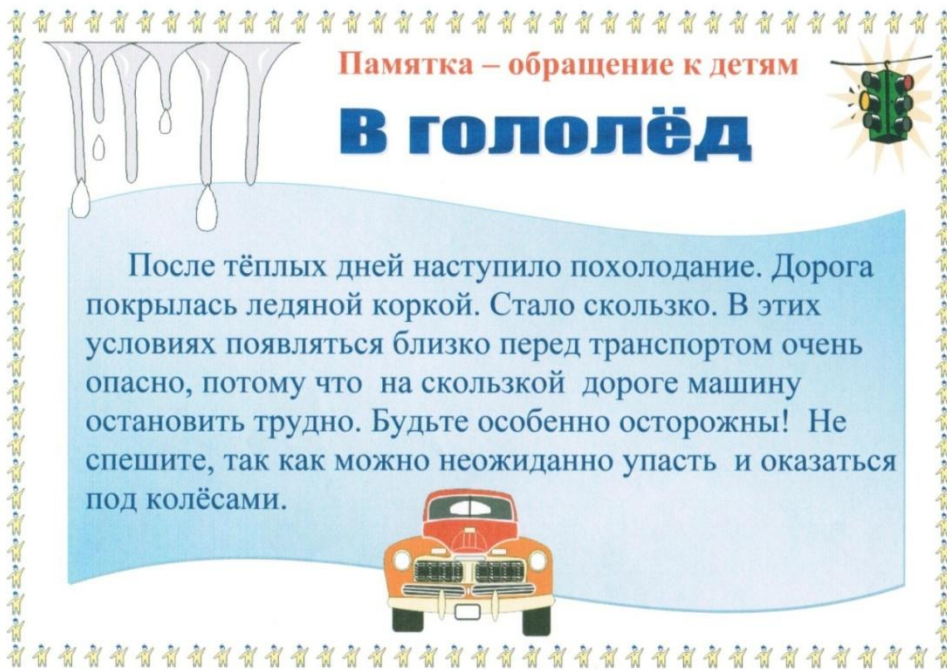 Памятка – обращение к детям
В гололёд
После тёплых дней наступило похолодание. Дорога
покрылась ледяной коркой. Стало скользко. В этих
условиях появляться близко перед транспортом очень
опасно, потому что на скользкой дороге машину
остановить трудно. Будьте особенно осторожны! Не
спешите, так как можно неожиданно упасть и оказаться
под колёсами.